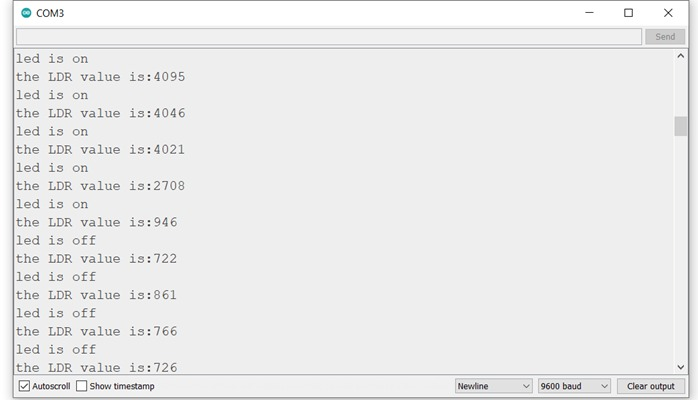 COM3
Send
led is on
the LDR value is:4095
led is on
the LDR value is:4046
led is on
the LDR value is:4021
led is on
the LDR value is:2708
led is on
the LDR value is:946
led is off
the LDR value is:722
led is off
the LDR value is:861
led is off
the LDR value is:766
led is off
the LDR value is:726
Autoscroll Show timestamp Newline 9600 baud Clear output